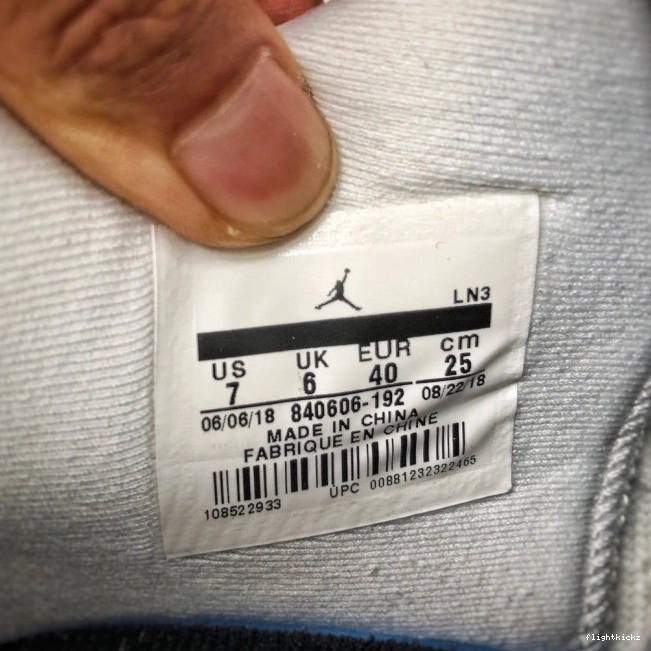 LN3
US UK EUR cm
7 6 40 25
06/06/18 840606-192 08/22/18
MADE IN CHINA
FABRIQUE EN CHINE
108522933 UPC 00881232322465
flightkickz